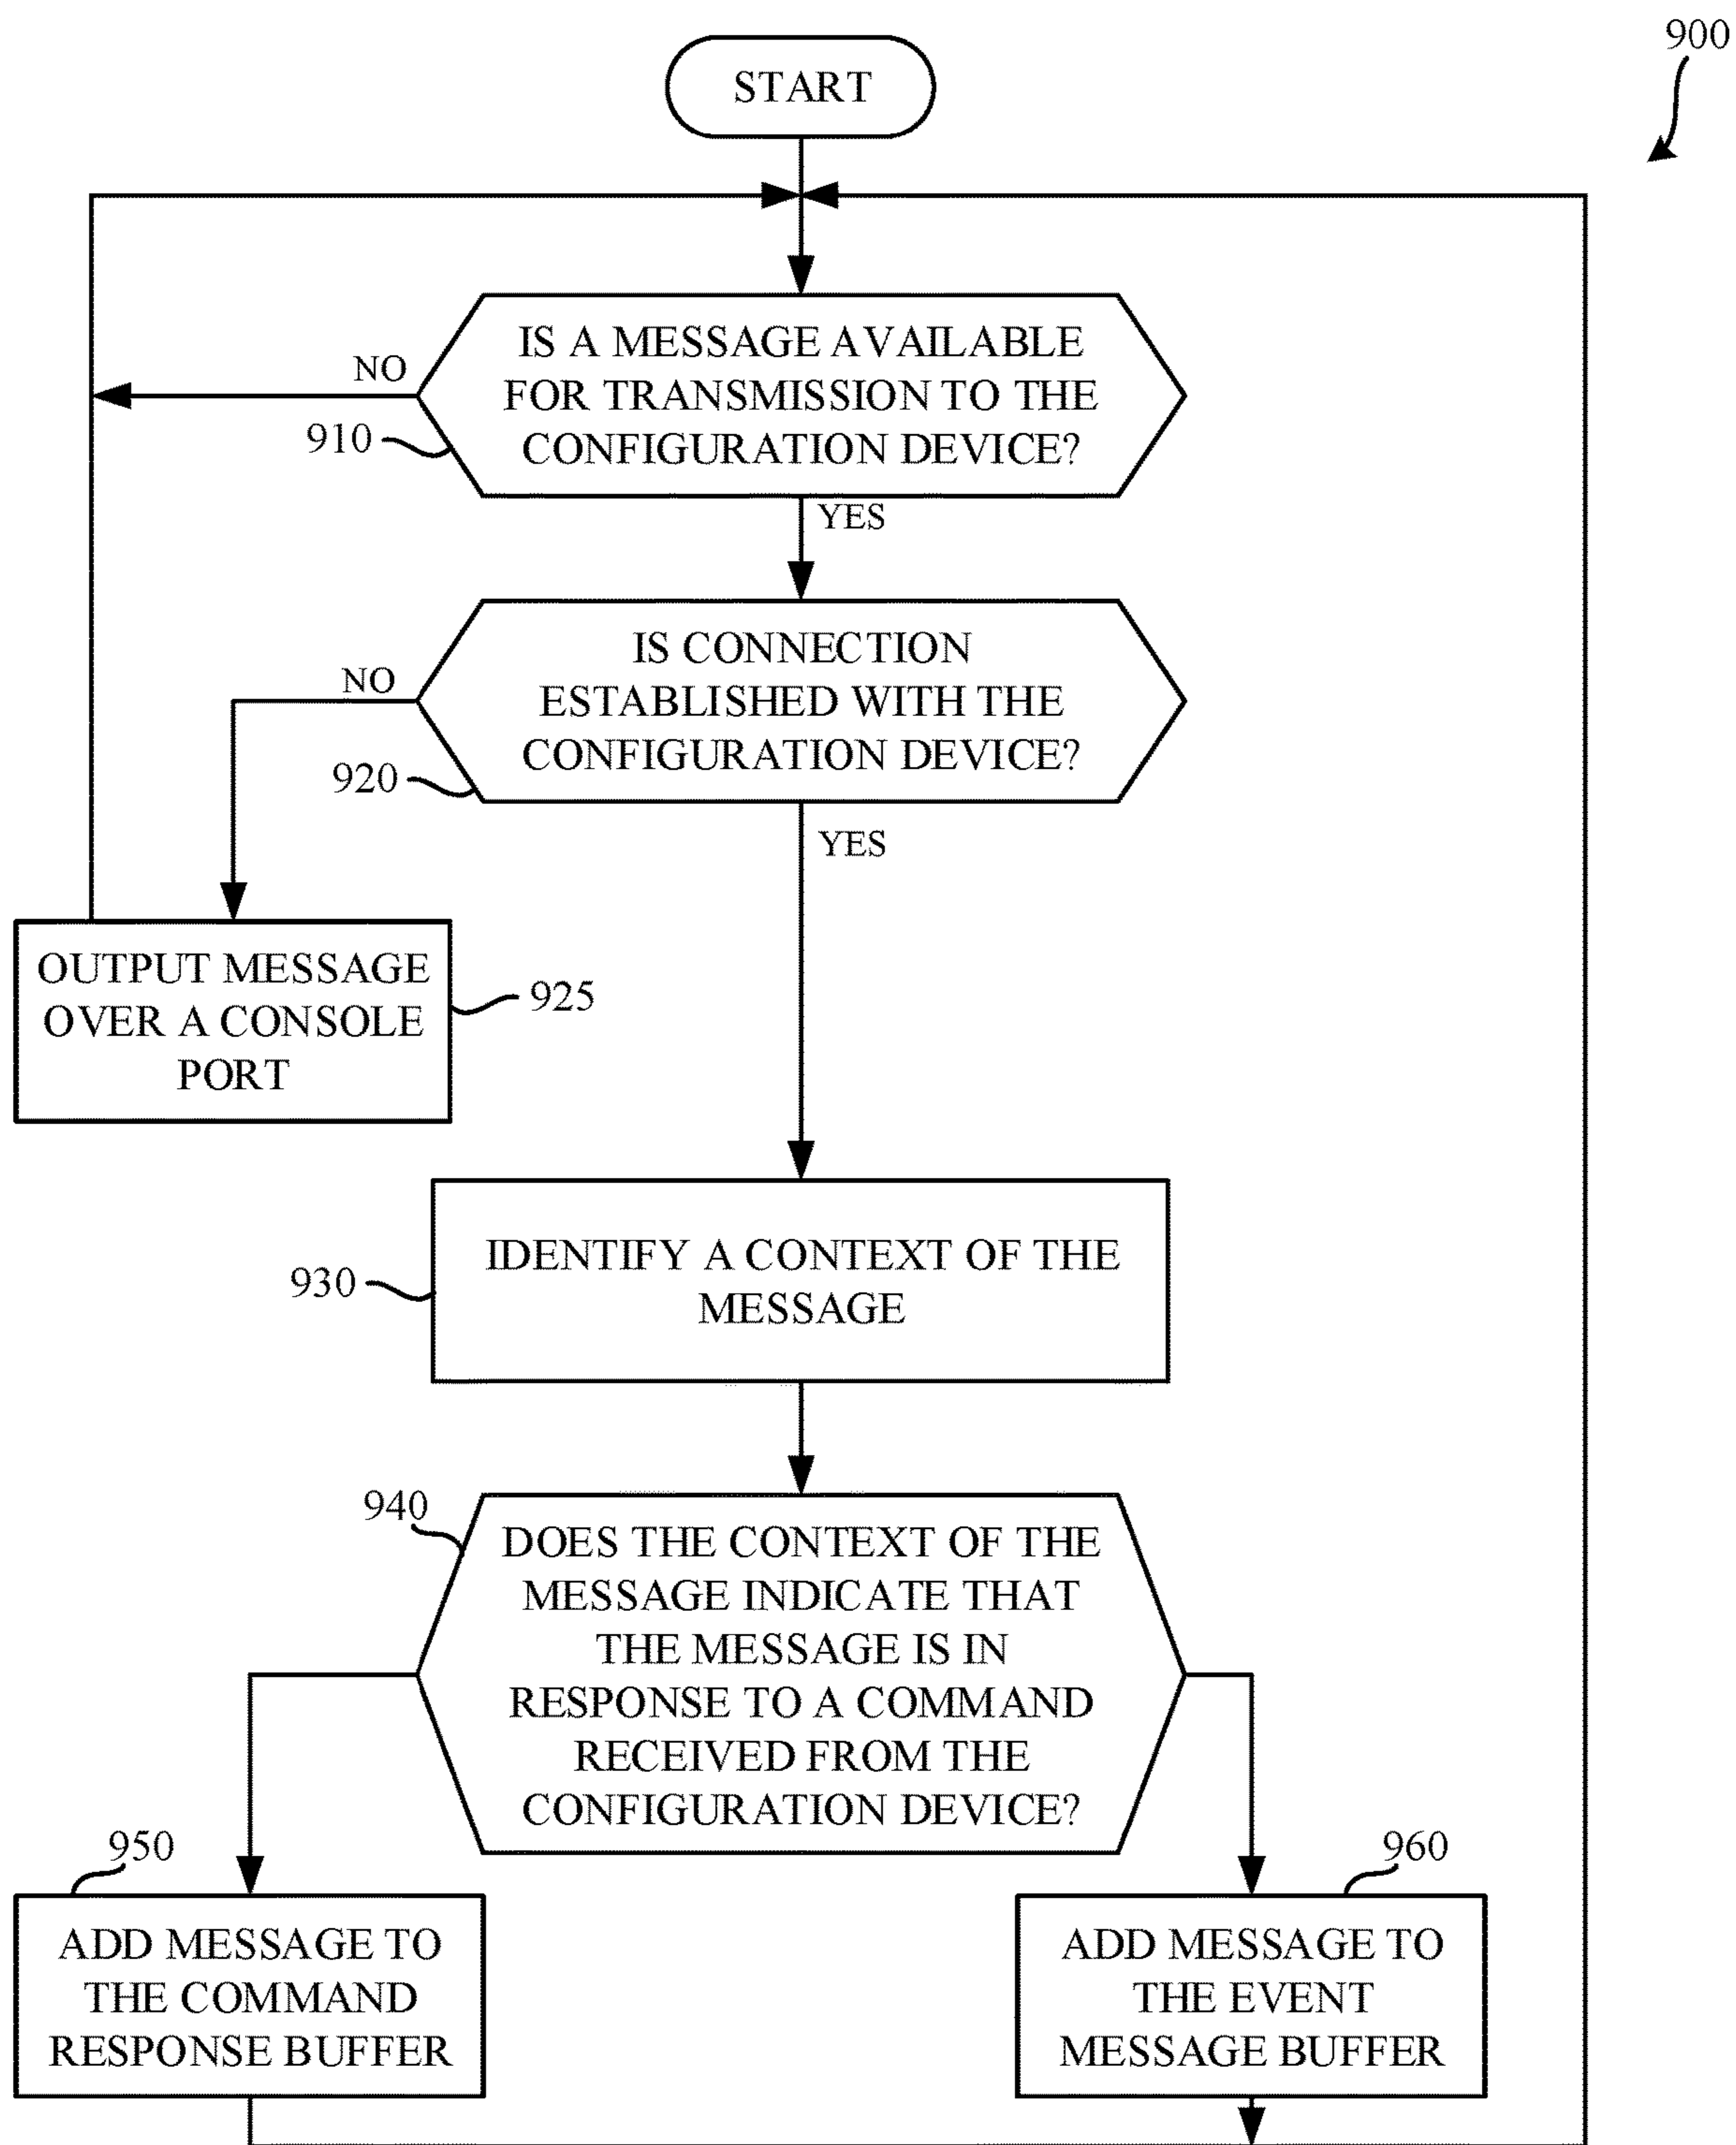 900
START
IS A MESSAGE AVAILABLE
FOR TRANSMISSION TO THE
CONFIGURATION DEVICE?
NO
910
YES
IS CONNECTION
ESTABLISHED WITH THE
CONFIGURATION DEVICE?
NO
920
YES
OUTPUT MESSAGE
OVER A CONSOLE
PORT
925
IDENTIFY A CONTEXT OF THE
MESSAGE
930
940
DOES THE CONTEXT OF THE
MESSAGE INDICATE THAT
THE MESSAGE IS IN
RESPONSE TO A COMMAND
RECEIVED FROM THE
CONFIGURATION DEVICE?
950
ADD MESSAGE TO
THE COMMAND
RESPONSE BUFFER
960
ADD MESSAGE TO
THE EVENT
MESSAGE BUFFER